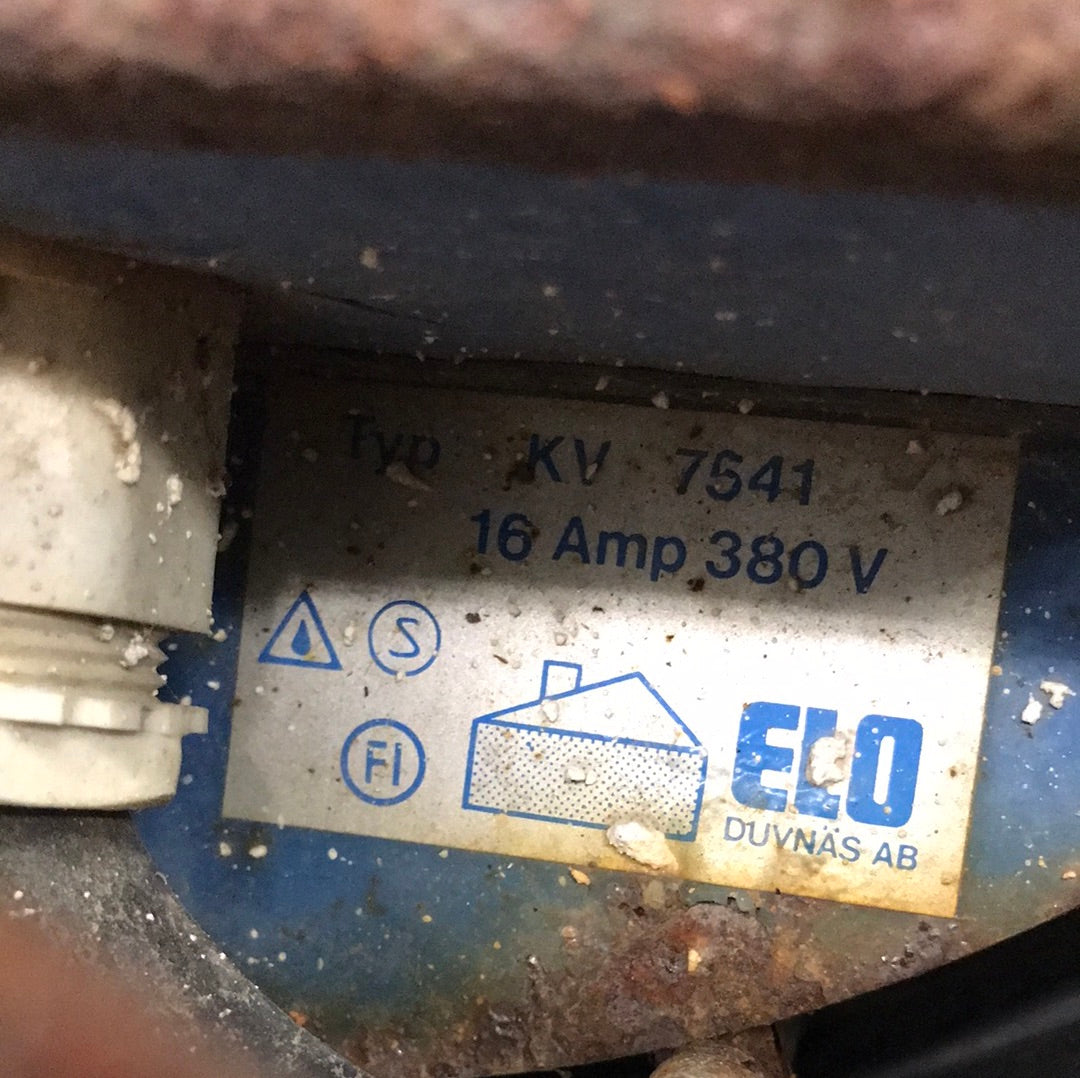 Typ KV 7541
16 Amp 380 V
S
FI
ELO
DUVNÄS AB